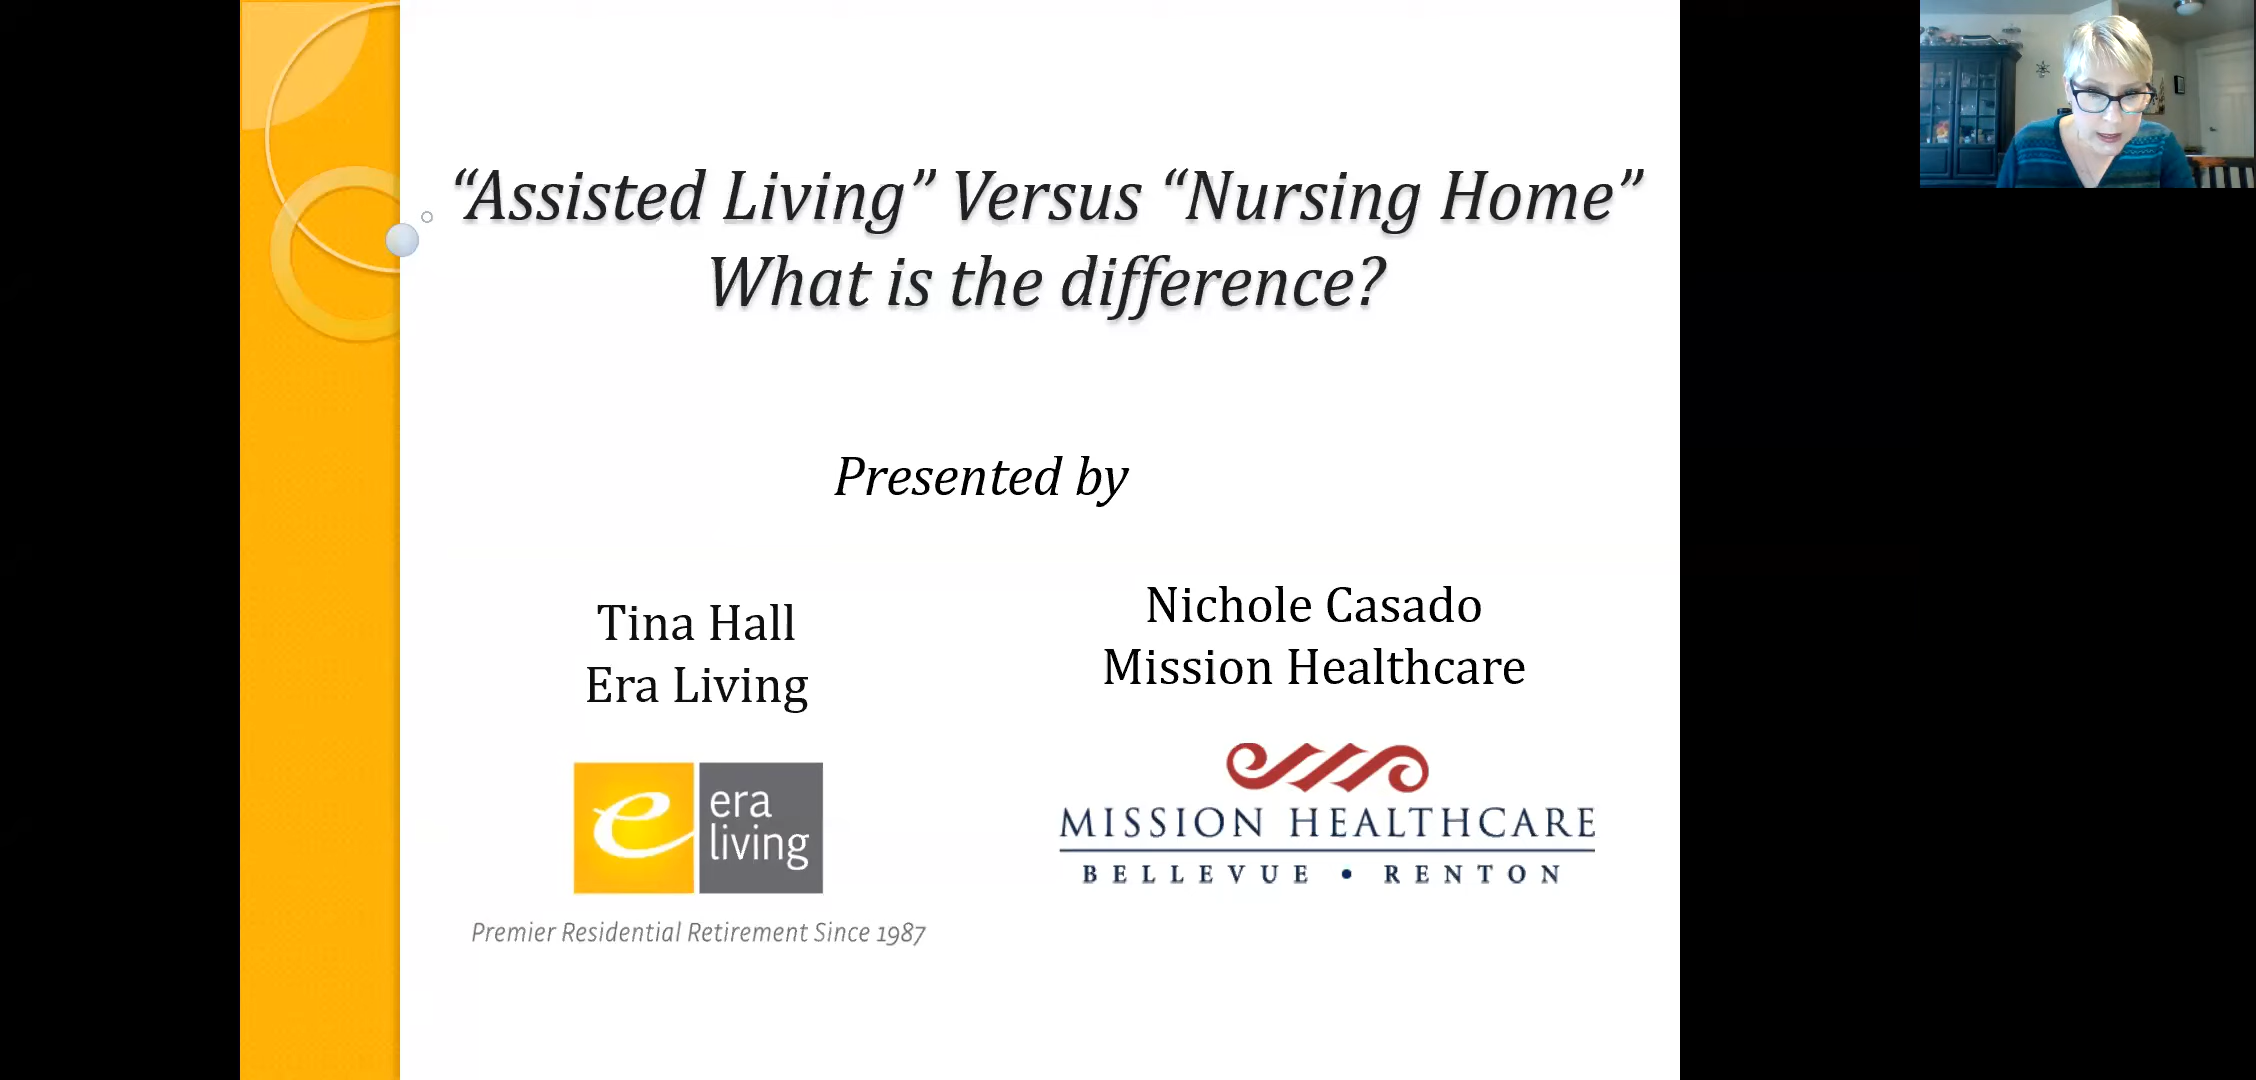 “Assisted Living” Versus “Nursing Home”
What is the difference?
Presented by
Tina Hall
Era Living
e era
living
Premier Residential Retirement Since 1987
Nichole Casado
Mission Healthcare
MISSION HEALTHCARE
BELLEVUE • RENTON